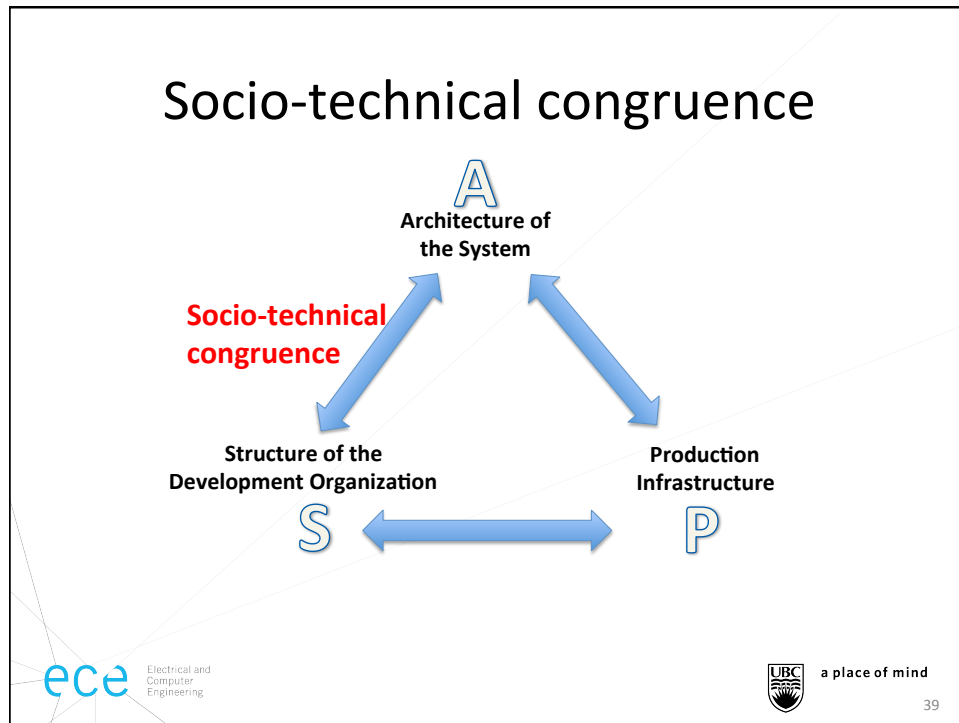 Socio-technical congruence
A
Architecture of
the System
Socio-technical
congruence
Structure of the
Development Organization
S
Production
Infrastructure
P
ece
Electrical and
Computer
Engineering
UBC
a place of mind
39